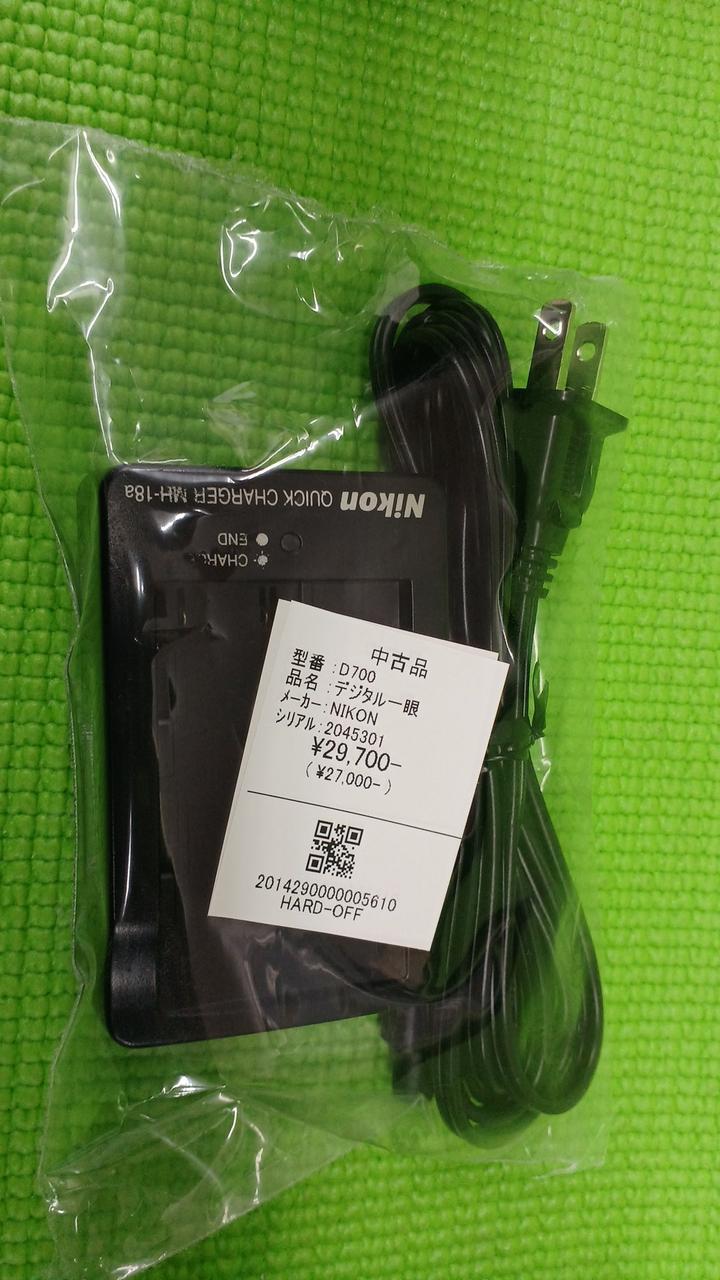 Nikon QUICK CHARGER MH-18a
CHARGE
END
中古品
型番 : D700
品名 : デジタル一眼
メーカー : NIKON
シリアル : 2045301
¥29,700-
( ¥27,000- )
2014290000005610
HARD-OFF